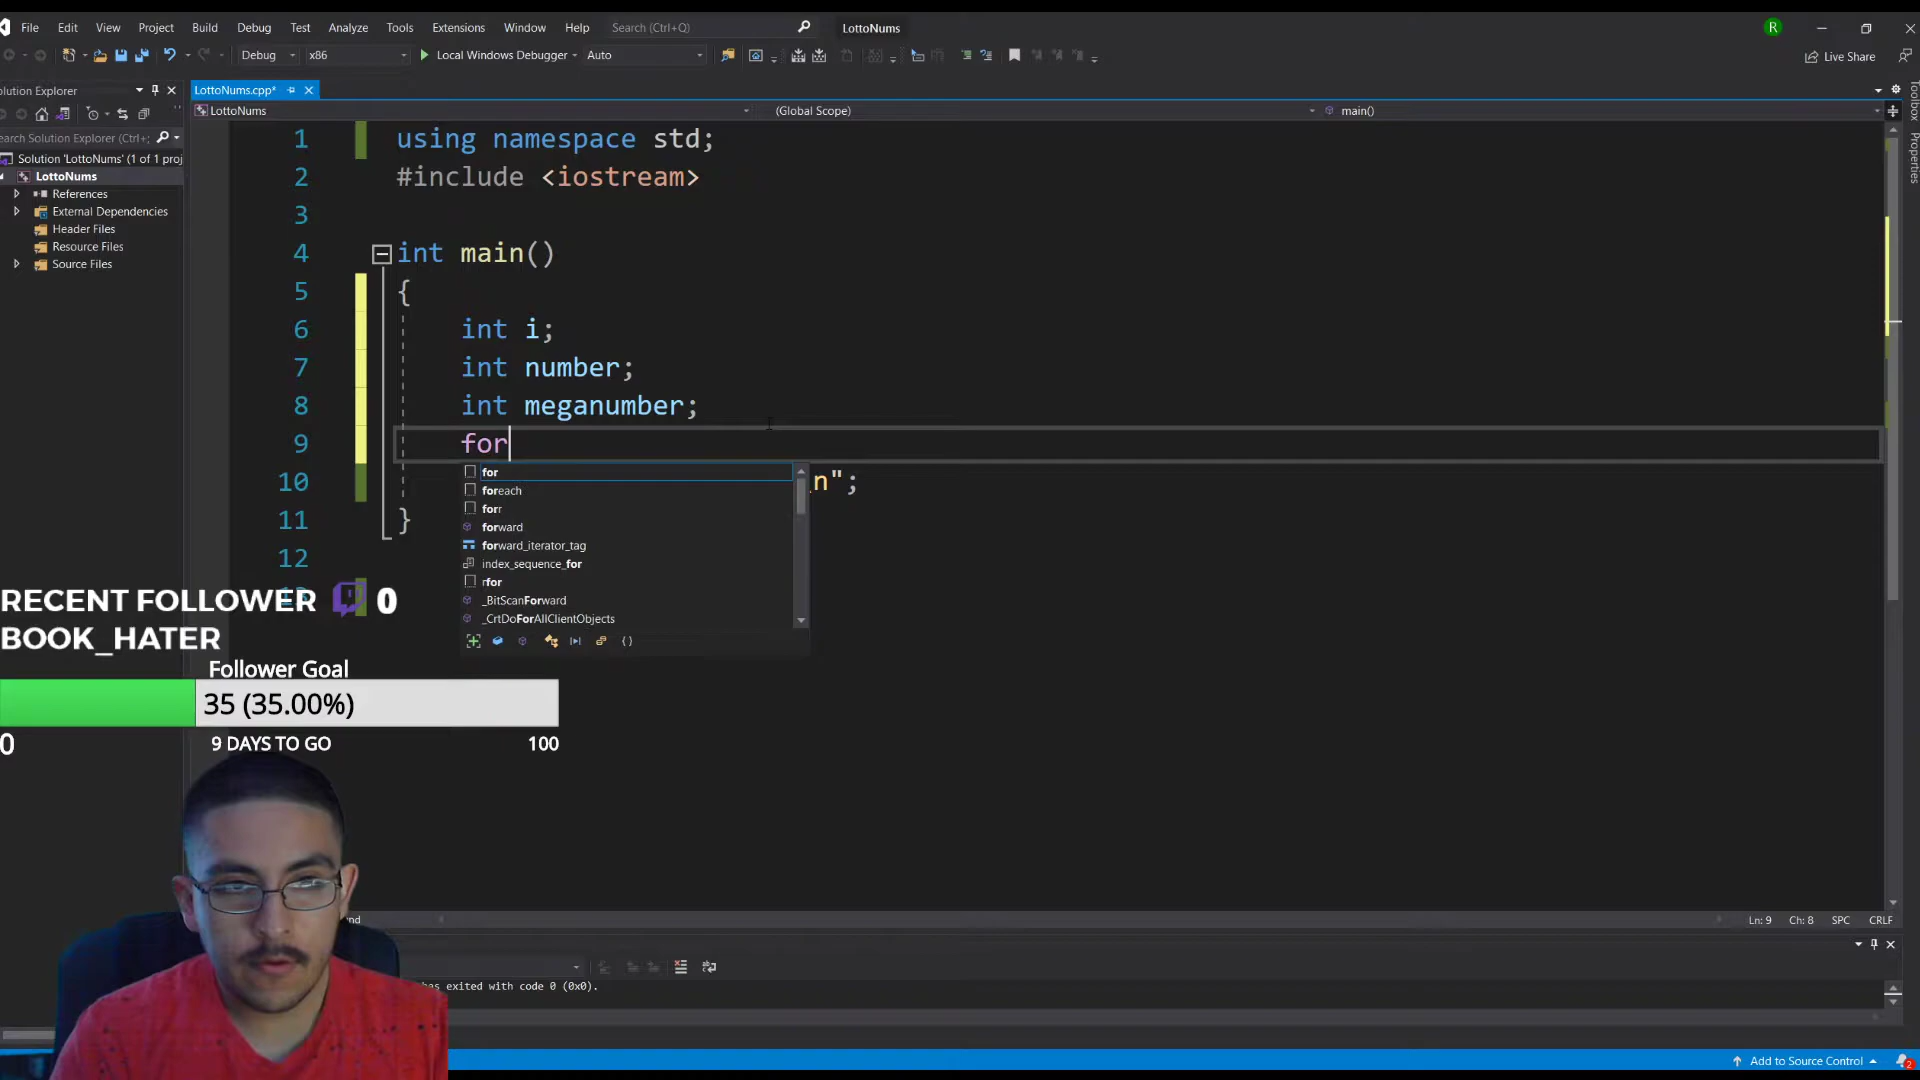 File Edit View Project Build Debug Test Analyze Tools Extensions Window Help Search (Ctrl+Q) LottoNums R
Debug x86 Local Windows Debugger Auto Live Share
olution Explorer
LottoNums.cpp*
LottoNums (Global Scope) main()
earch Solution Explorer (Ctrl+;
Solution 'LottoNums' (1 of 1 proj
LottoNums
References
External Dependencies
Header Files
Resource Files
Source Files
Toolbox
Properties
1 using namespace std;
2 #include <iostream>
3
4 int main()
5 {
6 int i;
7 int number;
8 int meganumber;
9 for
10 \n";
11 }
12
for
foreach
forr
forward
forward_iterator_tag
index_sequence_for
rfor
_BitScanForward
_CrtDoForAllClientObjects
RECENT FOLLOWER 0
BOOK_HATER
Follower Goal
35 (35.00%)
0 9 DAYS TO GO 100
nd
Ln: 9 Ch: 8 SPC CRLF
has exited with code 0 (0x0).
Add to Source Control 2